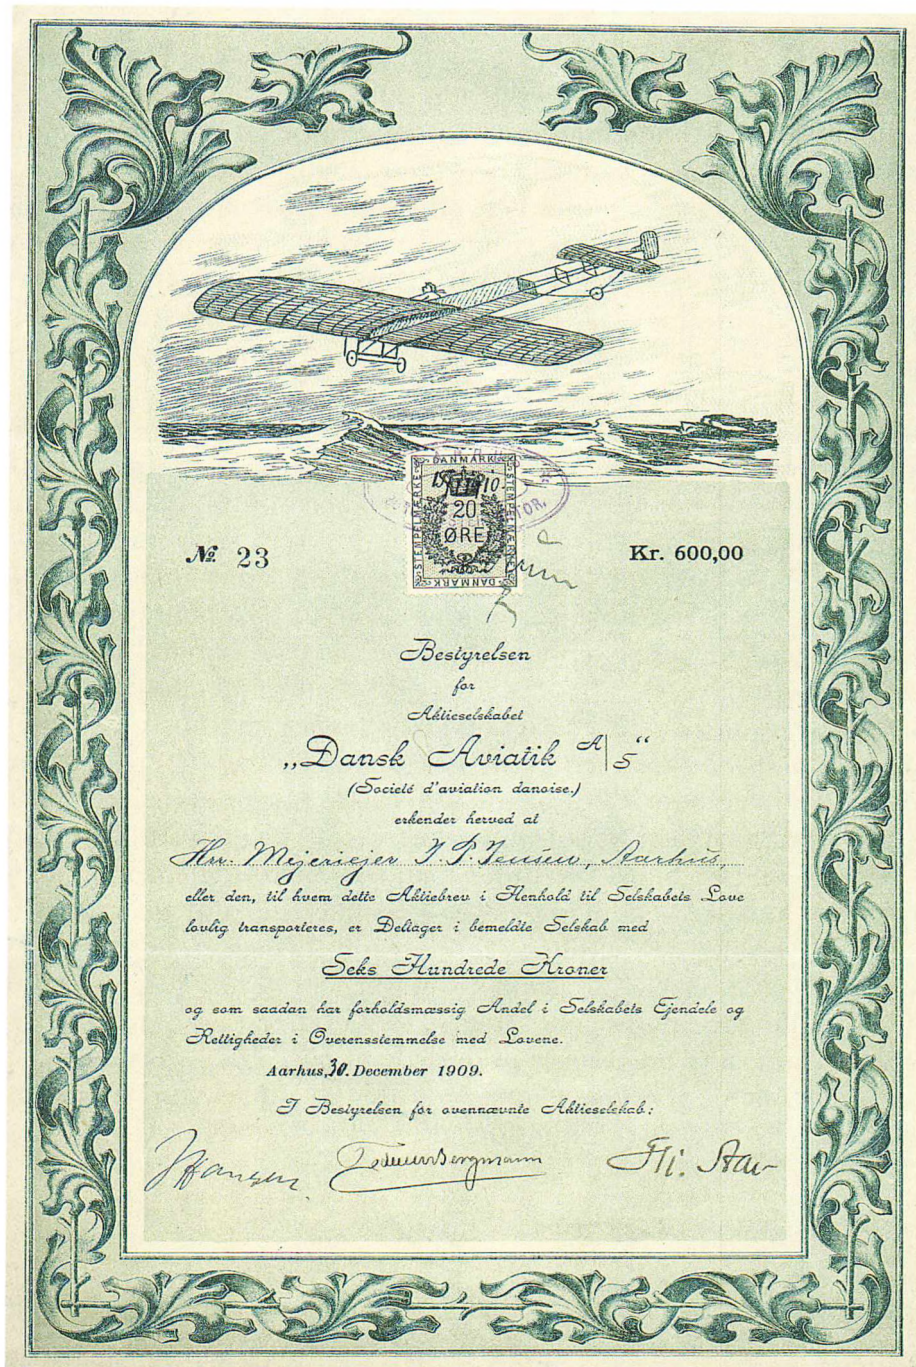 DANMARK
STEMPELMÆRKE
STEMPELMÆRKE
20
ØRE
DANMARK
№ 23
Kr. 600,00
Bestyrelsen
for
Aktieselskabet
„Dansk Aviatik A/S“
(Societé d'aviation danoise.)
erkender herved at
Hr. Mejeriejer J. P. Jensen, Aarhus,
eller den, til hvem dette Aktiebrev i Henhold til Selskabets Love
lovlig transporteres, er Deltager i bemeldte Selskab med
Seks Hundrede Kroner
og som saadan har forholdsmæssig Andel i Selskabets Ejendele og
Rettigheder i Overensstemmelse med Lovene.
Aarhus, 30. December 1909.
I Bestyrelsen for ovennævnte Aktieselskab: